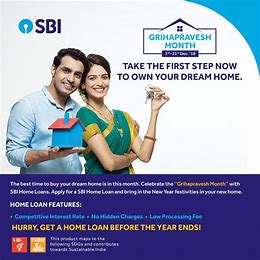 SBI
GRIHAPRAVESH
MONTH
1st-31st Dec.'18
TAKE THE FIRST STEP NOW
TO OWN YOUR DREAM HOME.
The best time to buy your dream home is in this month. Celebrate the "Grihapravesh Month" with
SBI Home Loans. Apply for a SBI Home Loan and bring in the New Year festivities in your new home.
HOME LOAN FEATURES:
• Competitive Interest Rate • No Hidden Charges • Low Processing Fee
HURRY, GET A HOME LOAN BEFORE THE YEAR ENDS!
This product maps to the
following SDGs and contributes
towards Sustainable India